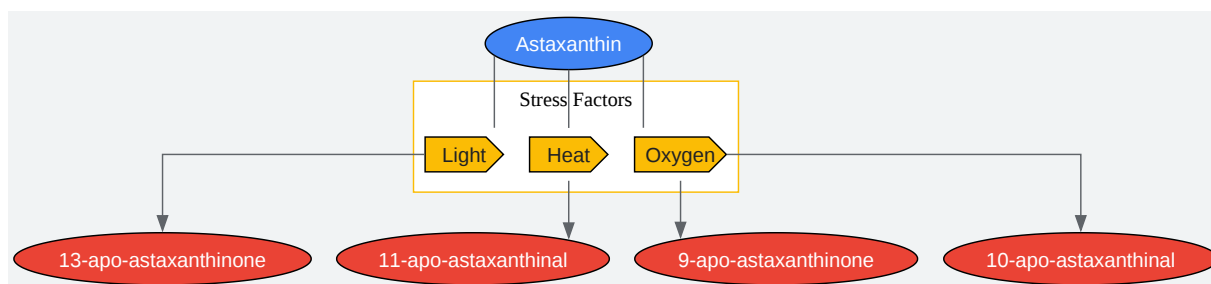 Astaxanthin
Stress Factors
Light
Heat
Oxygen
13-apo-astaxanthinone
11-apo-astaxanthinal
9-apo-astaxanthinone
10-apo-astaxanthinal